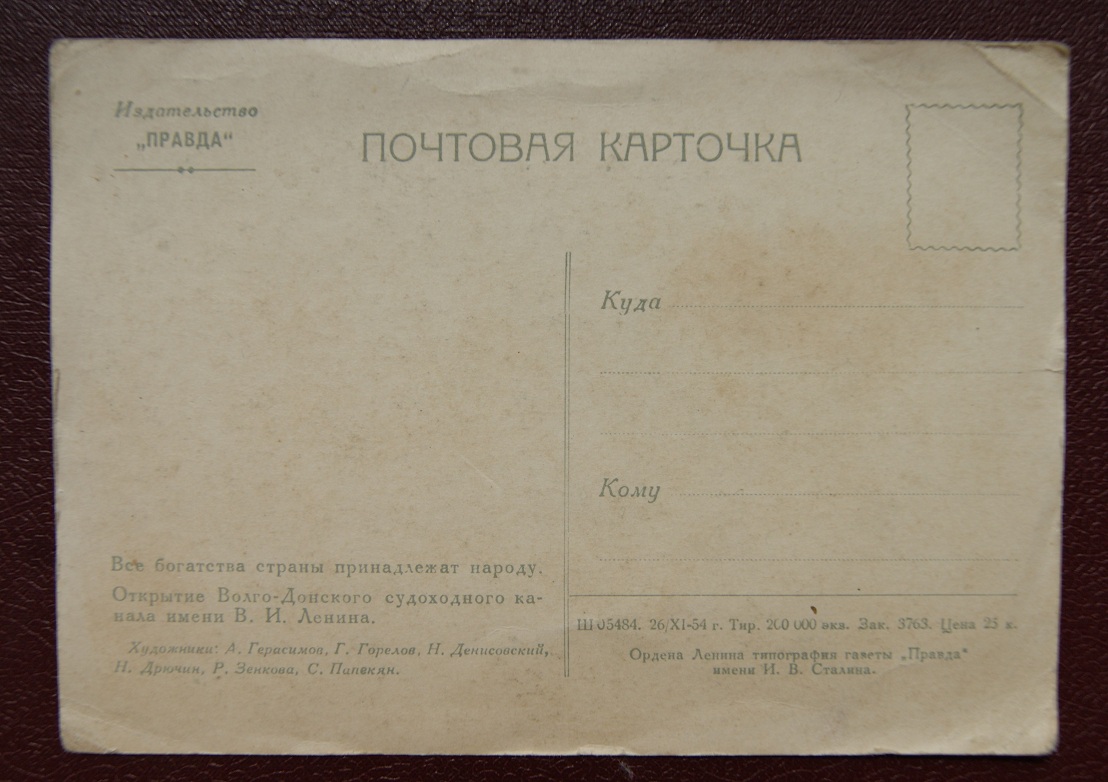 Издательство
„ПРАВДА“
ПОЧТОВАЯ КАРТОЧКА
Куда
Кому
Все богатства страны принадлежат народу.
Открытие Волго-Донского судоходного ка-
нала имени В. И. Ленина.
Художники: А. Герасимов, Г. Горелов, Н. Денисовский,
Н. Дрючин, Р. Зенкова, С. Папикян.
Ш 05484. 26/XI-54 г. Тир. 200 000 экз. Зак. 3763. Цена 25 к.
Ордена Ленина типография газеты „Правда“
имени И. В. Сталина.